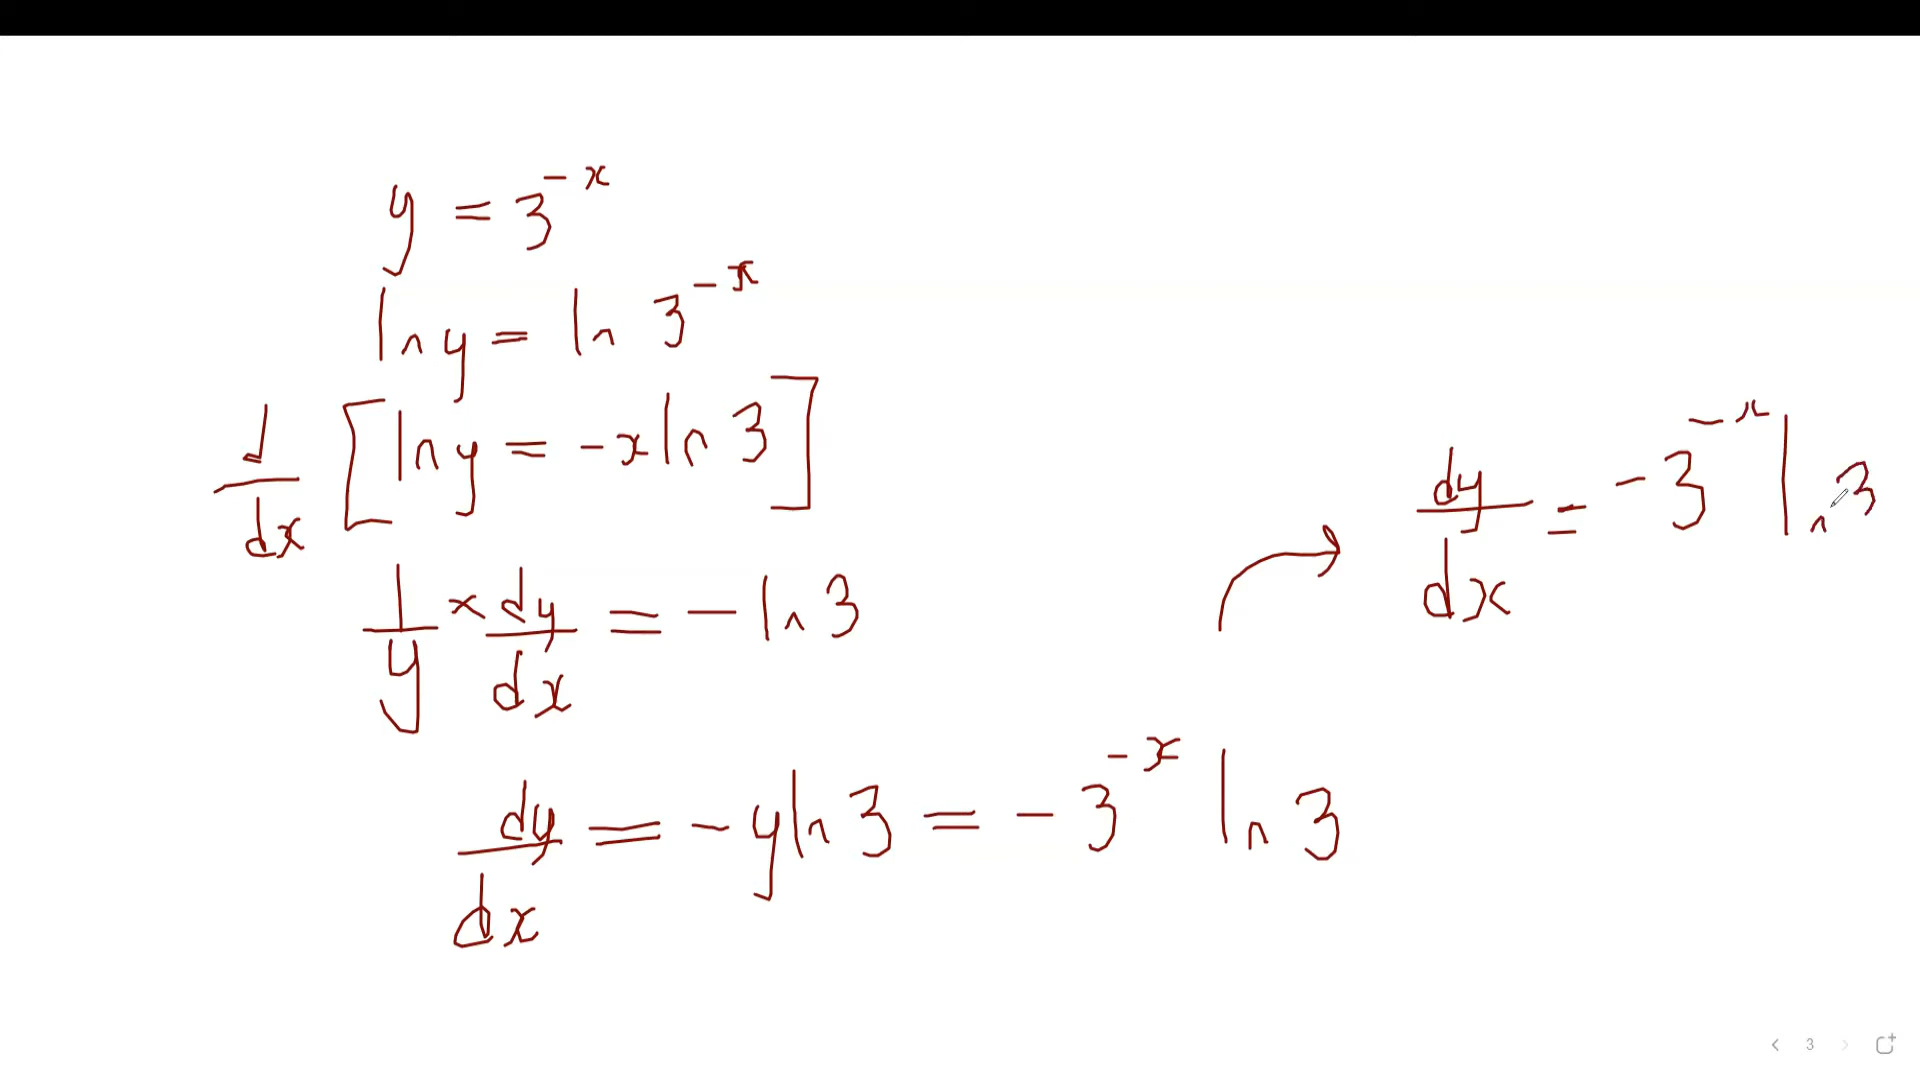 y = 3^{-x}
ln y = ln 3^{-x}
d/dx [ln y = -x ln 3]
1/y × dy/dx = - ln 3
dy/dx = -y ln 3 = -3^{-x} ln 3
dy/dx = -3^{-x} ln 3
3